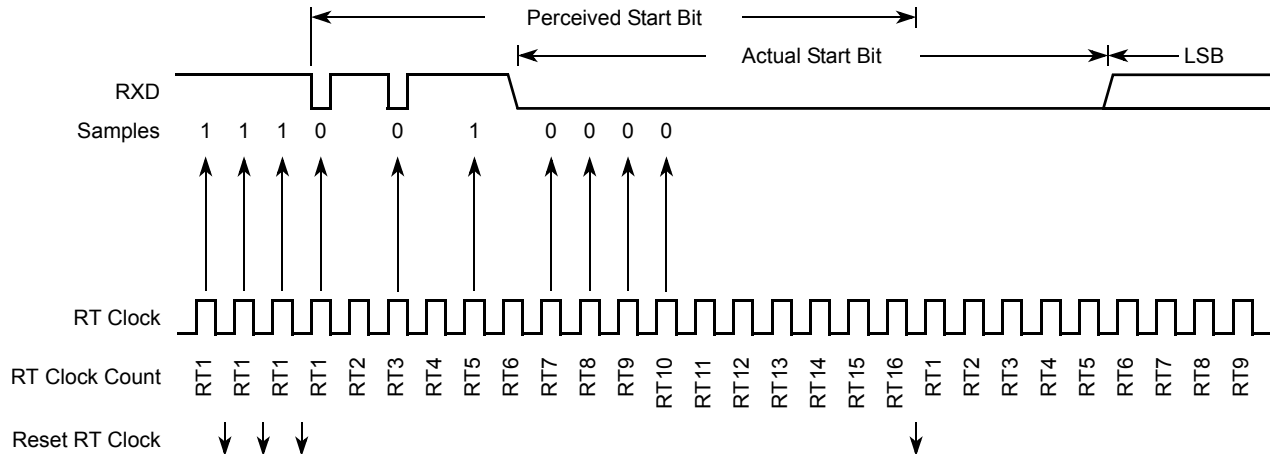 Perceived Start Bit
Actual Start Bit LSB
RXD
Samples 1 1 1 0 0 1 0 0 0 0
RT Clock
RT Clock Count RT1 RT1 RT1 RT1 RT2 RT3 RT4 RT5 RT6 RT7 RT8 RT9 RT10 RT11 RT12 RT13 RT14 RT15 RT16 RT1 RT2 RT3 RT4 RT5 RT6 RT7 RT8 RT9
Reset RT Clock